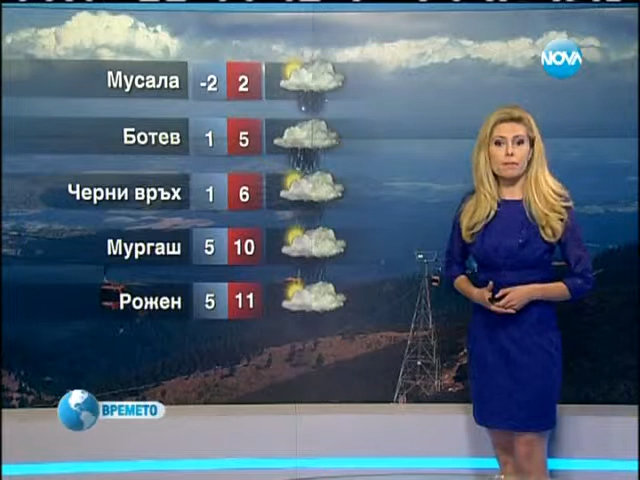 NOVA
Мусала -2 2
Ботев 1 5
Черни връх 1 6
Мургаш 5 10
Рожен 5 11
ВРЕМЕТО